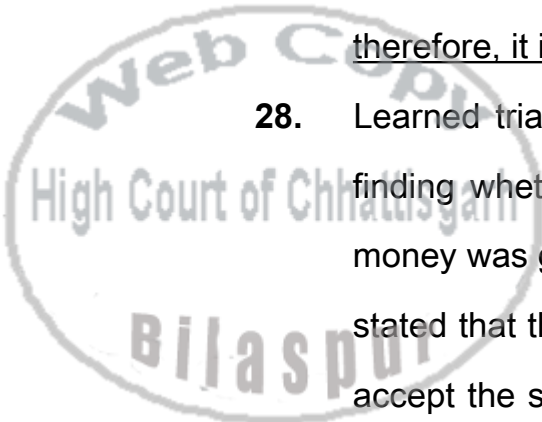 therefore, it i
28. Learned tria
finding whet
money was g
stated that th
accept the s
Web Copy
High Court of Chhattisgarh
Bilaspur